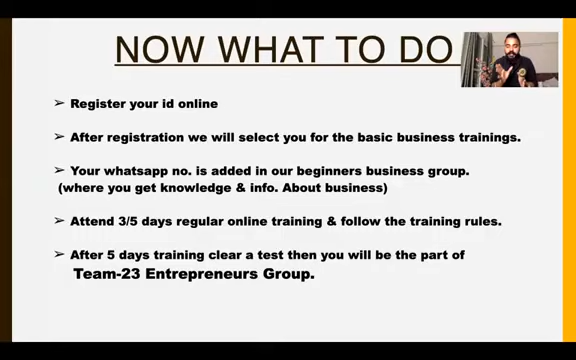 NOW WHAT TO DO
➢ Register your id online
➢ After registration we will select you for the basic business trainings.
➢ Your whatsapp no. is added in our beginners business group.
(where you get knowledge & info. About business)
➢ Attend 3/5 days regular online training & follow the training rules.
➢ After 5 days training clear a test then you will be the part of
Team-23 Entrepreneurs Group.